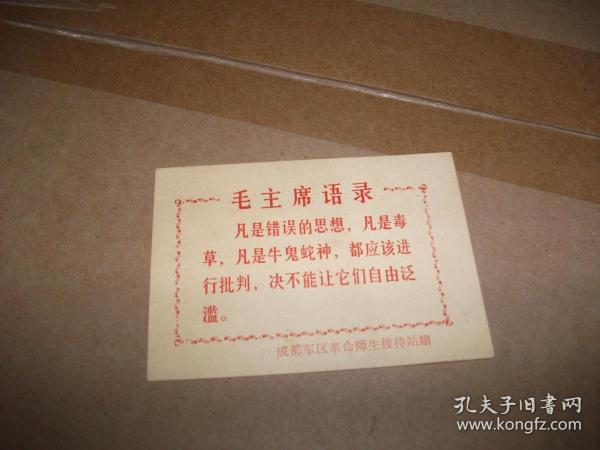 毛主席语录
凡是错误的思想，凡是毒
草，凡是牛鬼蛇神，都应该进
行批判，决不能让它们自由泛
滥。
成都军区革命师生接待站赠
孔夫子旧书网
www.kongfz.com